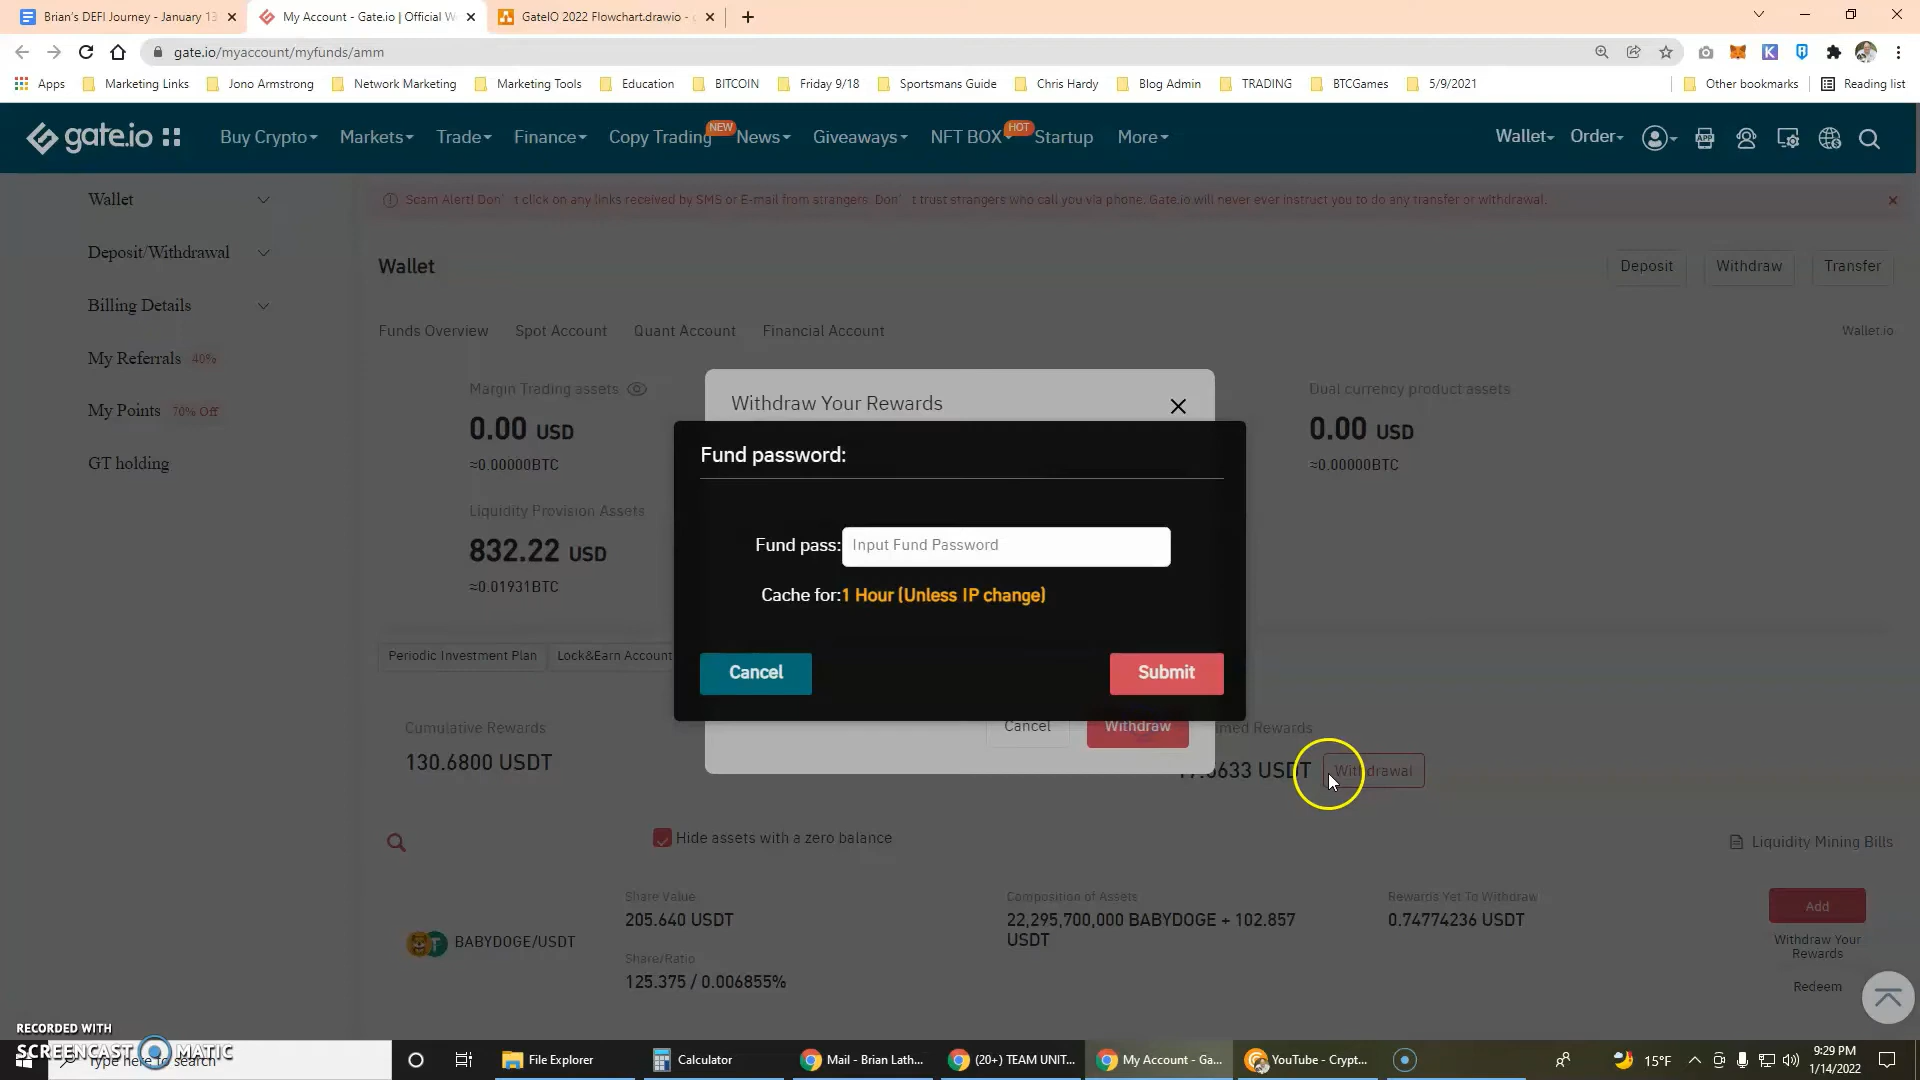 Brian's DEFI Journey - January 13
My Account - Gate.io | Official W
GateIO 2022 Flowchart.drawio -
gate.io/myaccount/myfunds/amm
Apps
Marketing Links
Jono Armstrong
Network Marketing
Marketing Tools
Education
BITCOIN
Friday 9/18
Sportsmans Guide
Chris Hardy
Blog Admin
TRADING
BTCGames
5/9/2021
Other bookmarks
Reading list
gate.io
Buy Crypto
Markets
Trade
Finance
Copy Trading
NEW
News
Giveaways
NFT BOX
HOT
Startup
More
Wallet
Order
APP
Wallet
Deposit/Withdrawal
Billing Details
My Referrals 40%
My Points 70% Off
GT holding
Scam Alert! Don't click on any links received by SMS or E-mail from strangers. Don't trust strangers who call you via phone. Gate.io will never ever instruct you to do any transfer or withdrawal.
Wallet
Deposit
Withdraw
Transfer
Funds Overview
Spot Account
Quant Account
Financial Account
Wallet.io
Margin Trading assets
0.00 USD
≈0.00000BTC
Dual currency product assets
0.00 USD
≈0.00000BTC
Liquidity Provision Assets
832.22 USD
≈0.01931BTC
Withdraw Your Rewards
Fund password:
Fund pass: Input Fund Password
Cache for:1 Hour (Unless IP change)
Cancel
Submit
Cancel
Withdraw
Periodic Investment Plan
Lock&Earn Account
Cumulative Rewards
130.6800 USDT
Rewards
USDT
Withdrawal
Hide assets with a zero balance
Liquidity Mining Bills
BABYDOGE/USDT
Share Value
205.640 USDT
Share/Ratio
125.375 / 0.006855%
Composition of Assets
22,295,700,000 BABYDOGE + 102.857
USDT
Rewards Yet To Withdraw
0.74774236 USDT
Add
Withdraw Your
Rewards
Redeem
RECORDED WITH
SCREENCAST MATIC
Type here to search
File Explorer
Calculator
Mail - Brian Lath...
(20+) TEAM UNIT...
My Account - Ga...
YouTube - Crypt...
15°F
9:29 PM
1/14/2022